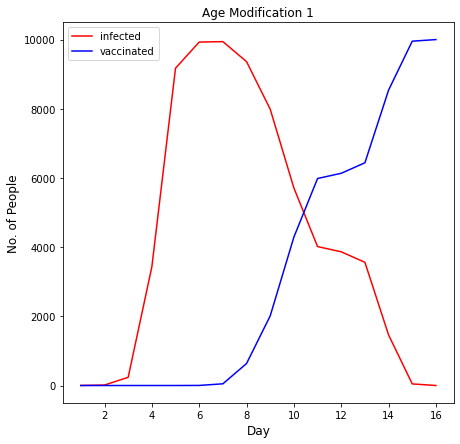 Age Modification 1
infected
vaccinated
No. of People
10000
8000
6000
4000
2000
0
2 4 6 8 10 12 14 16
Day